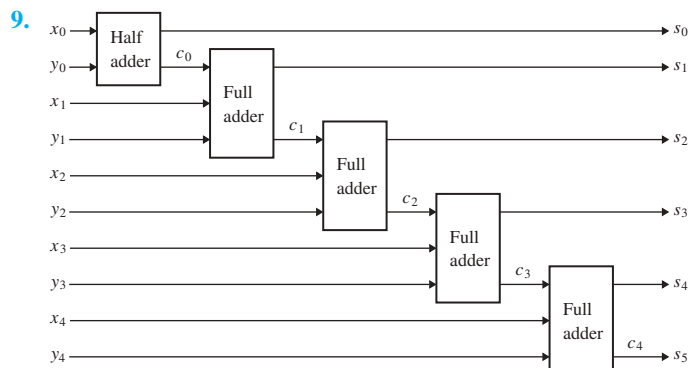 9.
x₀ s₀
Half adder
y₀ c₀ s₁
Full adder
x₁
y₁ c₁ s₂
Full adder
x₂
y₂ c₂ s₃
Full adder
x₃
y₃ c₃ s₄
Full adder
x₄
y₄ c₄ s₅